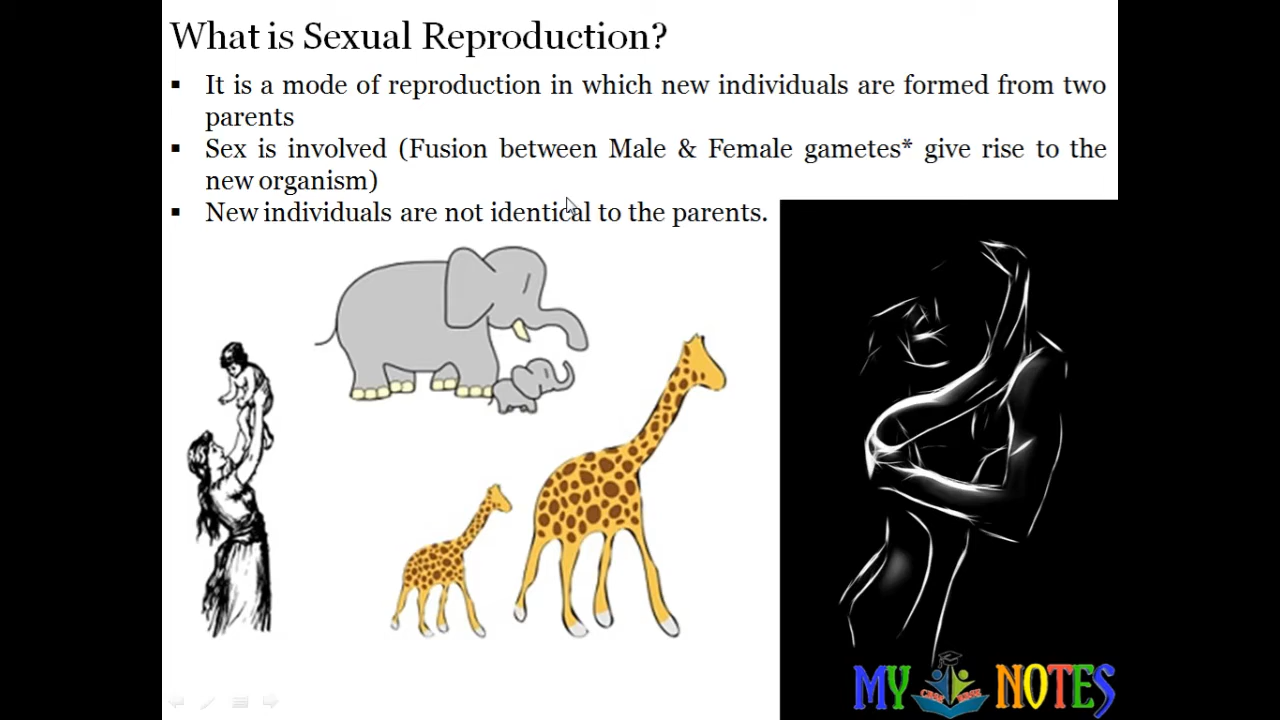 What is Sexual Reproduction?
▪ It is a mode of reproduction in which new individuals are formed from two
parents
▪ Sex is involved (Fusion between Male & Female gametes* give rise to the
new organism)
▪ New individuals are not identical to the parents.
MY NOTES